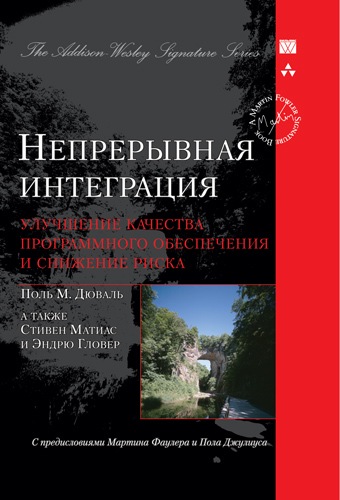 The Addison-Wesley Signature Series
A MARTIN FOWLER SIGNATURE BOOK
Martin
НЕПРЕРЫВНАЯ
ИНТЕГРАЦИЯ
УЛУЧШЕНИЕ КАЧЕСТВА
ПРОГРАММНОГО ОБЕСПЕЧЕНИЯ
И СНИЖЕНИЕ РИСКА
ПОЛЬ М. ДЮВАЛЬ
А ТАКЖЕ
СТИВЕН МАТИАС
И ЭНДРЮ ГЛОВЕР
С предисловиями Мартина Фаулера и Пола Джулиуса